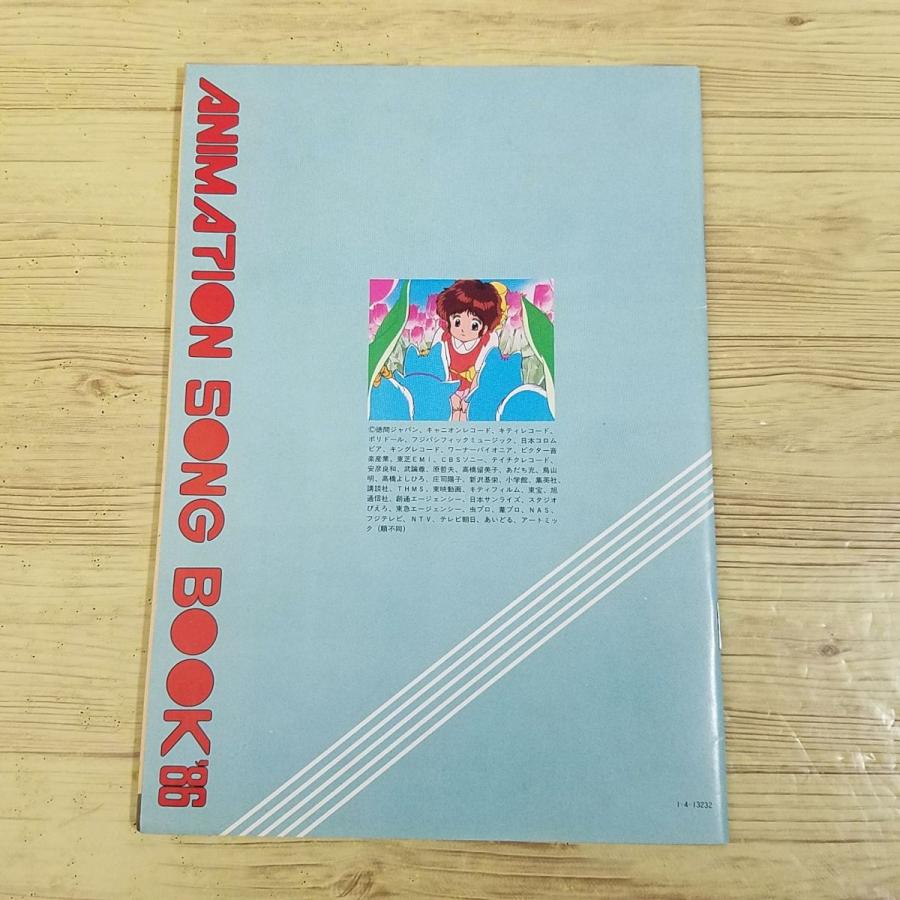 ANIMATION SONG BOOK '86
©徳間ジャパン、キャニオンレコード、キティレコード、
ポリドール、フジパシフィックミュージック、日本コロム
ビア、キングレコード、ワーナーパイオニア、ビクター音
楽産業、東芝EMI、CBSソニー、テイチクレコード、
安彦良和、武論尊、原哲夫、高橋留美子、あだち充、鳥山
明、高橋よしひろ、庄司陽子、新沢基栄、小学館、集英社、
講談社、THMS、東映動画、キティフィルム、東宝、旭
通信社、創通エージェンシー、日本サンライズ、スタジオ
ぴえろ、東急エージェンシー、虫プロ、葦プロ、NAS、
フジテレビ、NTV、テレビ朝日、あいどる、アートミッ
ク（順不同）
1-4-13232